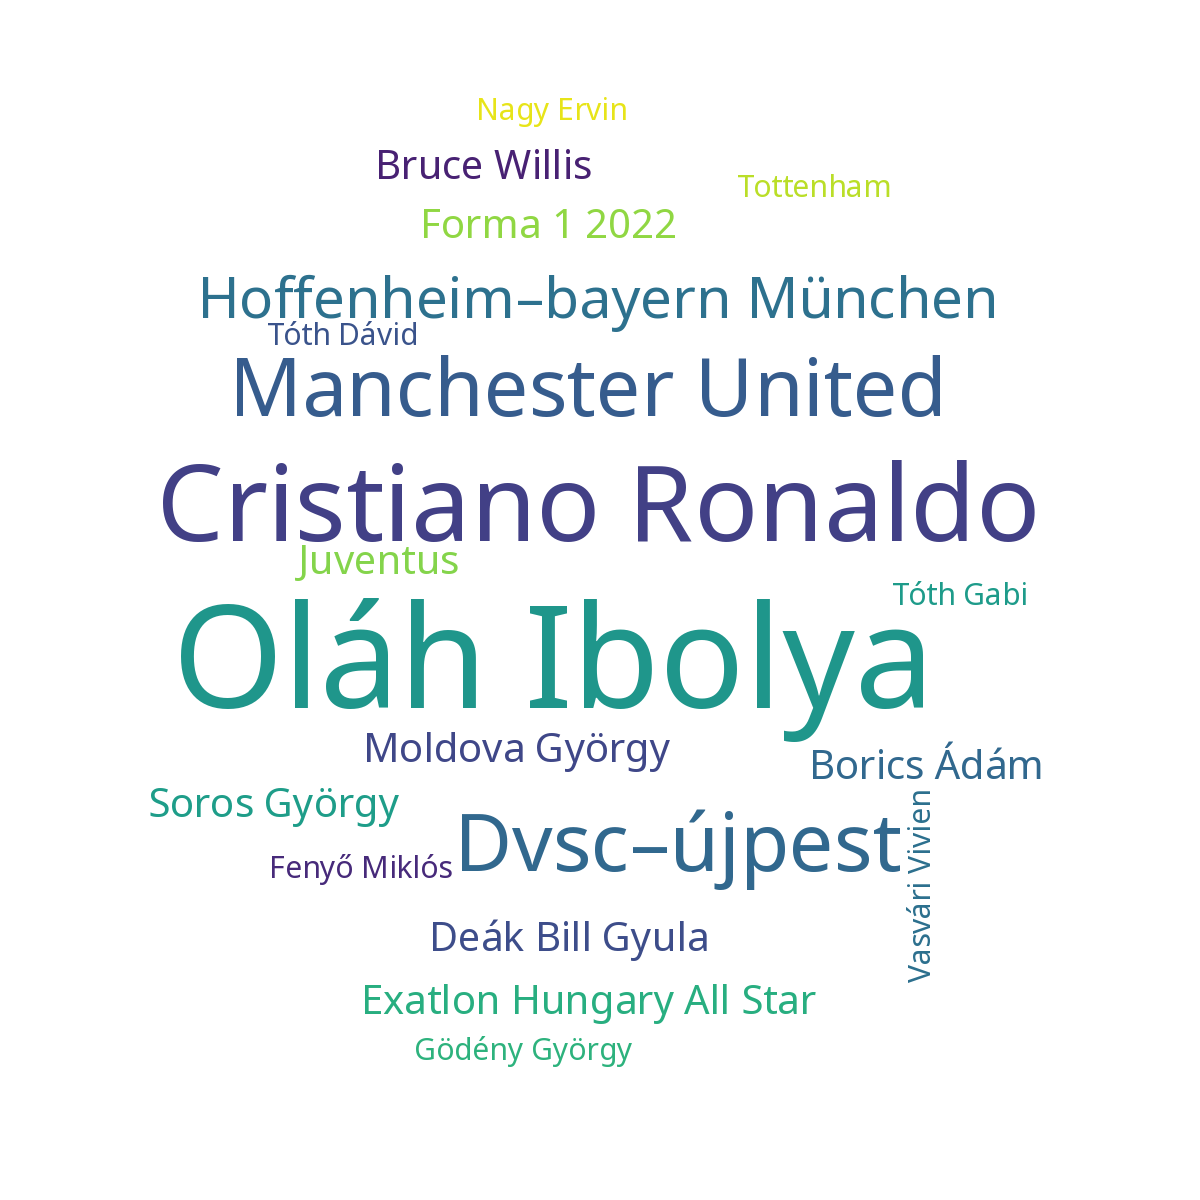 Nagy Ervin
Bruce Willis
Tottenham
Forma 1 2022
Hoffenheim–bayern München
Tóth Dávid
Manchester United
Cristiano Ronaldo
Juventus
Tóth Gabi
Oláh Ibolya
Moldova György
Borics Ádám
Soros György
Dvsc–újpest
Vasvári Vivien
Fenyő Miklós
Deák Bill Gyula
Exatlon Hungary All Star
Gödény György